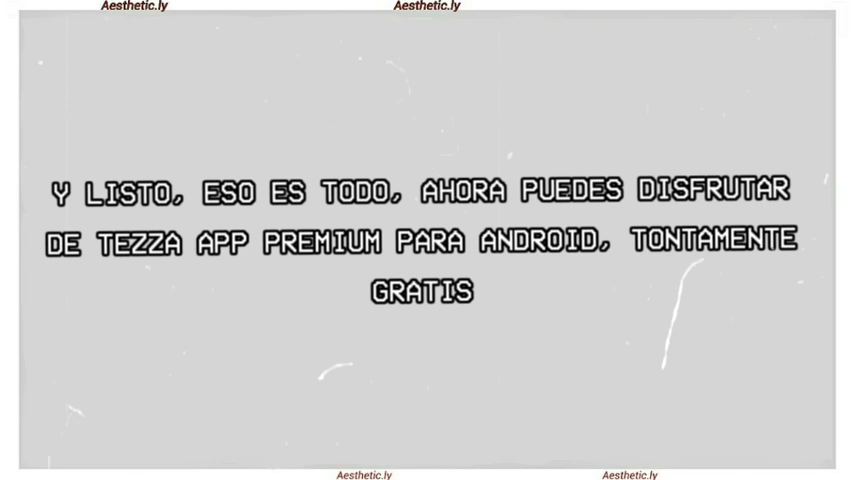 Aesthetic.ly Aesthetic.ly
Y LISTO, ESO ES TODO, AHORA PUEDES DISFRUTAR
DE TEZZA APP PREMIUM PARA ANDROID, TONTAMENTE
GRATIS
Aesthetic.ly Aesthetic.ly